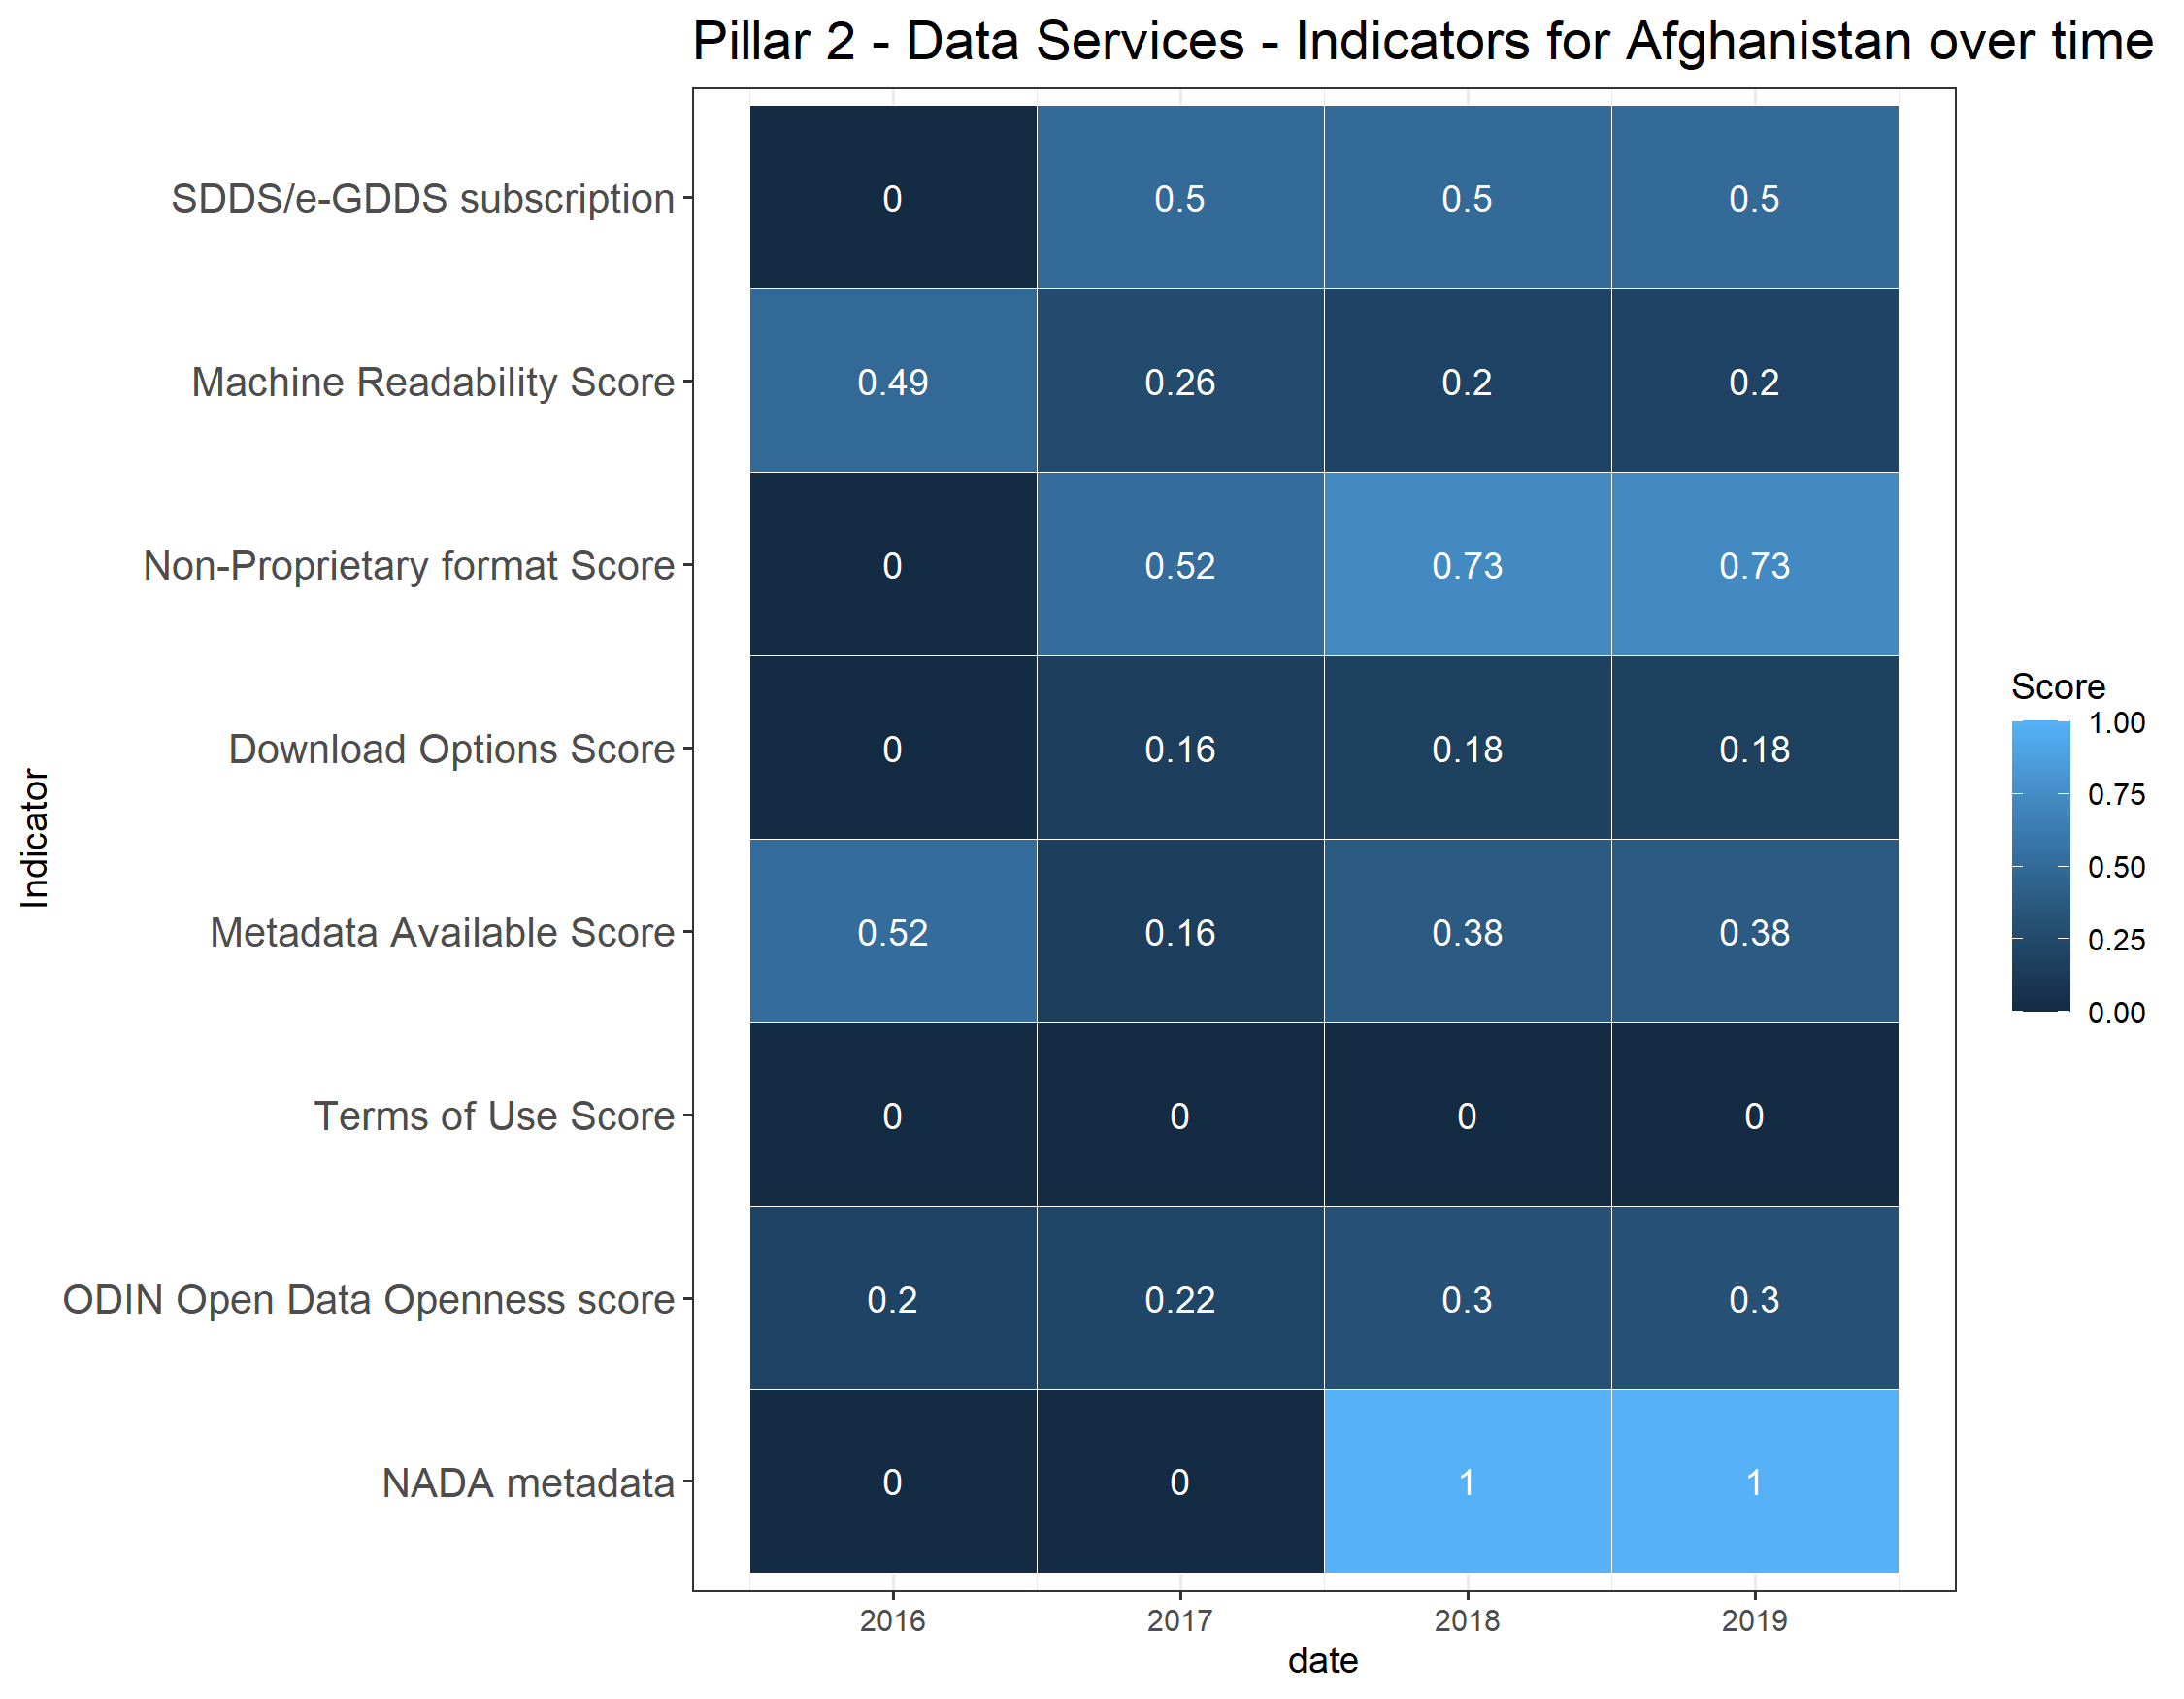 Pillar 2 - Data Services - Indicators for Afghanistan over time
SDDS/e-GDDS subscription 0 0.5 0.5 0.5
Machine Readability Score 0.49 0.26 0.2 0.2
Non-Proprietary format Score 0 0.52 0.73 0.73
Download Options Score 0 0.16 0.18 0.18
Metadata Available Score 0.52 0.16 0.38 0.38
Terms of Use Score 0 0 0 0
ODIN Open Data Openness score 0.2 0.22 0.3 0.3
NADA metadata 0 0 1 1
2016 2017 2018 2019
date
Indicator
Score
1.00
0.75
0.50
0.25
0.00